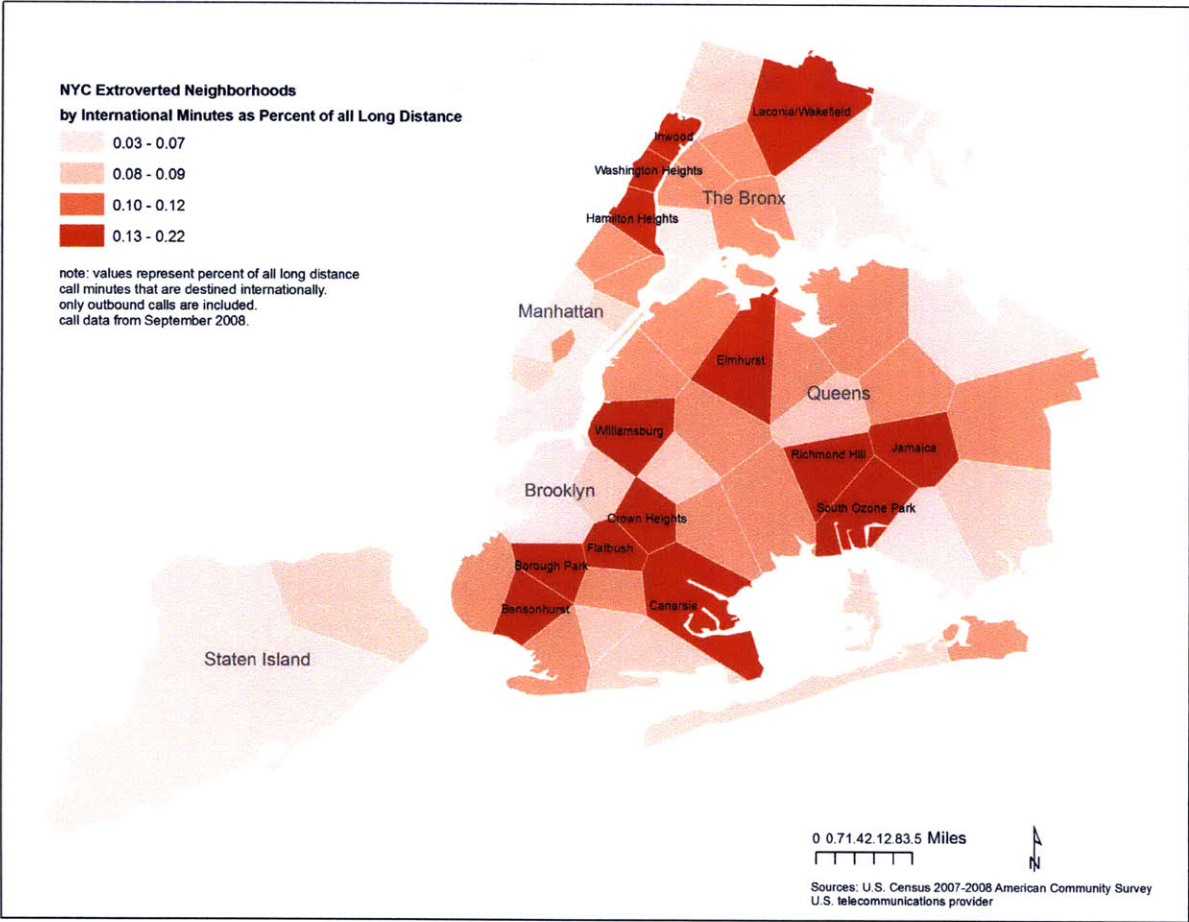 NYC Extroverted Neighborhoods
by International Minutes as Percent of all Long Distance
0.03 - 0.07
0.08 - 0.09
0.10 - 0.12
0.13 - 0.22
note: values represent percent of all long distance
call minutes that are destined internationally.
only outbound calls are included.
call data from September 2008.
Laconia/Wakefield
Inwood
Washington Heights
The Bronx
Hamilton Heights
Manhattan
Elmhurst
Queens
Williamsburg
Richmond Hill
Jamaica
Brooklyn
South Ozone Park
Crown Heights
Flatbush
Borough Park
Bensonhurst
Canarsie
Staten Island
0 0.71.42.12.83.5 Miles
N
Sources: U.S. Census 2007-2008 American Community Survey
U.S. telecommunications provider